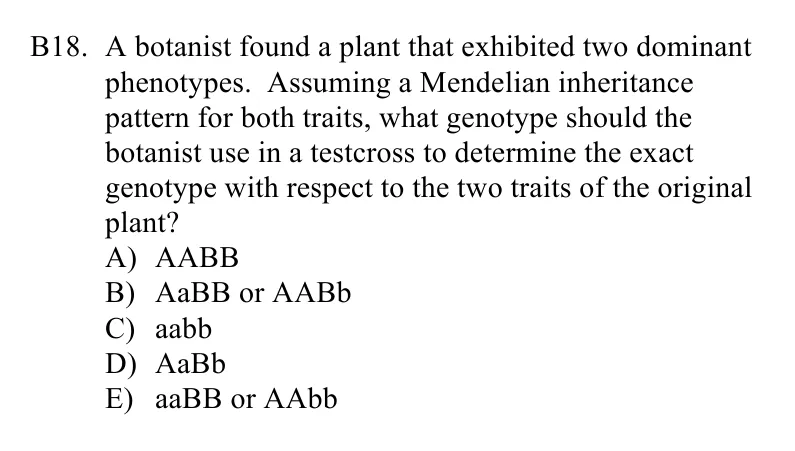 B18. A botanist found a plant that exhibited two dominant
phenotypes. Assuming a Mendelian inheritance
pattern for both traits, what genotype should the
botanist use in a testcross to determine the exact
genotype with respect to the two traits of the original
plant?
A) AABB
B) AaBB or AABb
C) aabb
D) AaBb
E) aaBB or AAbb